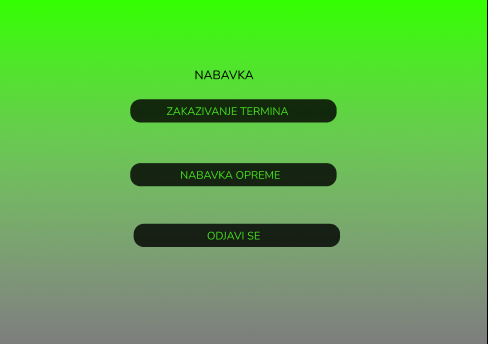 NABAVKA
ZAKAZIVANJE TERMINA
NABAVKA OPREME
ODJAVI SE